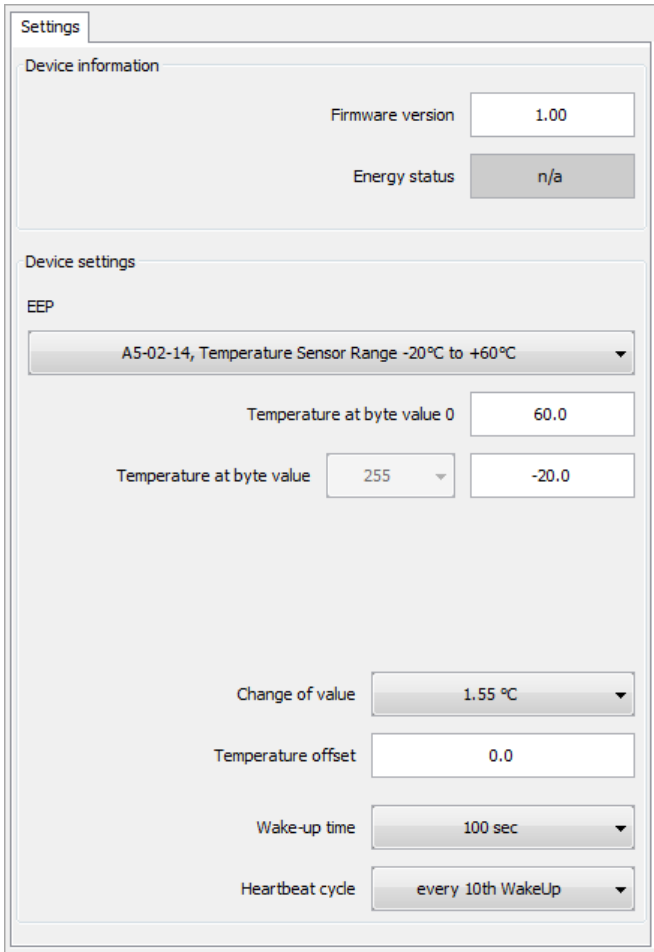 Settings
Device information
Firmware version 1.00
Energy status n/a
Device settings
EEP
A5-02-14, Temperature Sensor Range -20°C to +60°C
Temperature at byte value 0 60.0
Temperature at byte value 255 -20.0
Change of value 1.55 °C
Temperature offset 0.0
Wake-up time 100 sec
Heartbeat cycle every 10th WakeUp